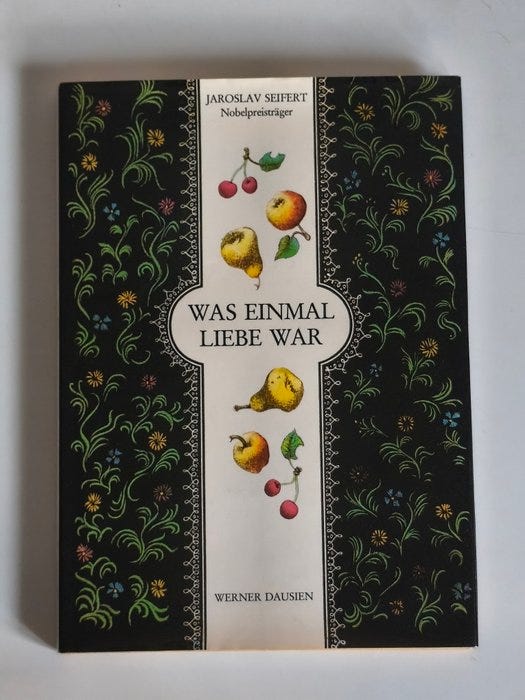 JAROSLAV SEIFERT
Nobelpreisträger
WAS EINMAL
LIEBE WAR
WERNER DAUSIEN